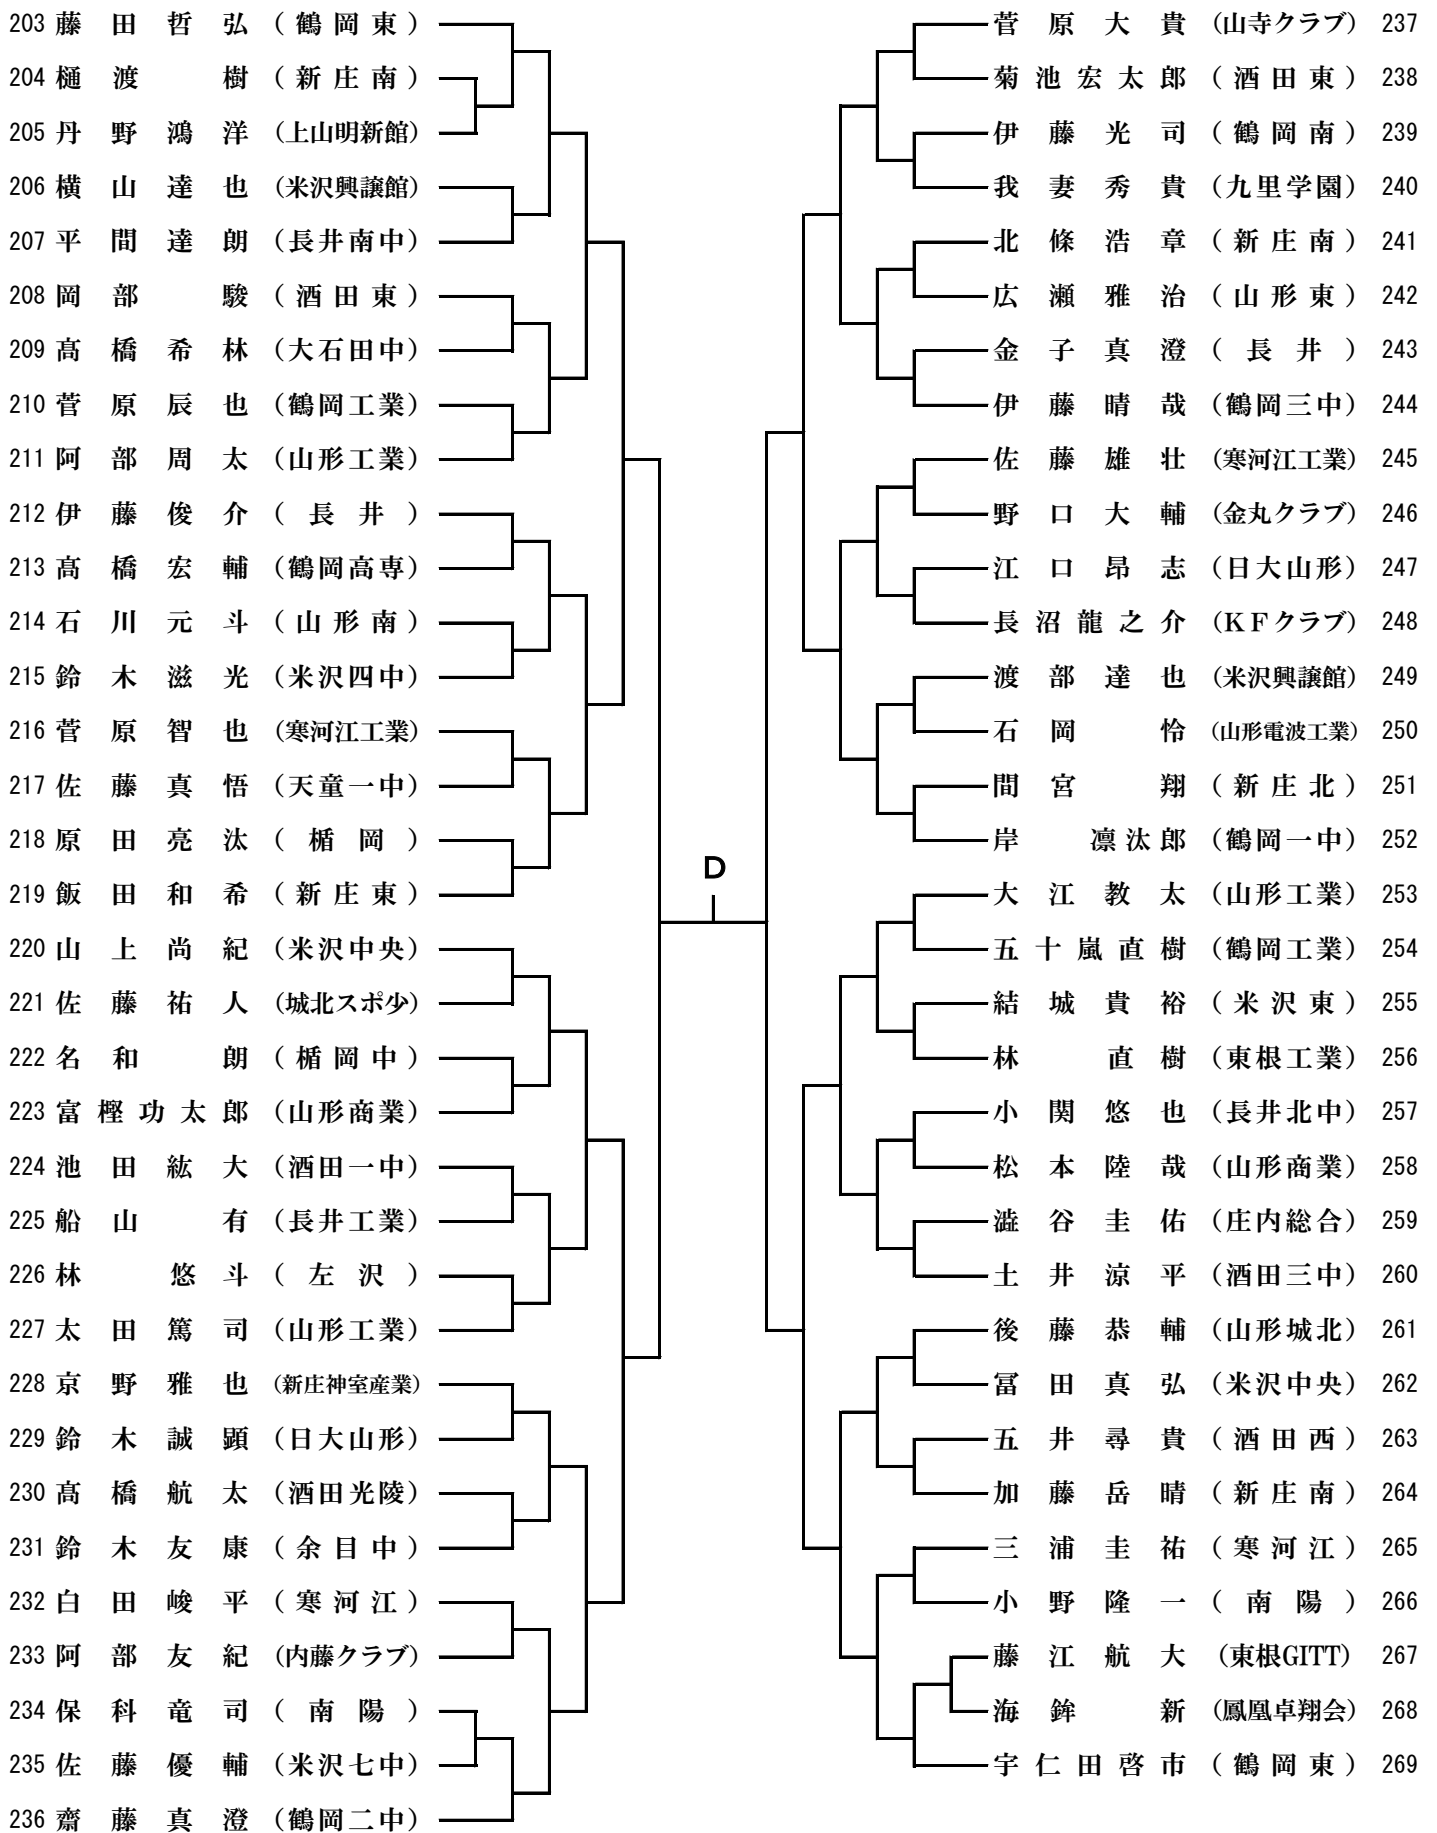 203 藤田哲弘 (鶴岡東)
204 樋渡樹 (新庄南)
205 丹野鴻洋 (上山明新館)
206 横山達也 (米沢興譲館)
207 平間達朗 (長井南中)
208 岡部駿 (酒田東)
209 髙橋希林 (大石田中)
210 菅原辰也 (鶴岡工業)
211 阿部周太 (山形工業)
212 伊藤俊介 (長井)
213 髙橋宏輔 (鶴岡高専)
214 石川元斗 (山形南)
215 鈴木滋光 (米沢四中)
216 菅原智也 (寒河江工業)
217 佐藤真悟 (天童一中)
218 原田亮汰 (楯岡)
219 飯田和希 (新庄東)
220 山上尚紀 (米沢中央)
221 佐藤祐人 (城北スポ少)
222 名和朗 (楯岡中)
223 富樫功太郎 (山形商業)
224 池田紘大 (酒田一中)
225 船山有 (長井工業)
226 林悠斗 (左沢)
227 太田篤司 (山形工業)
228 京野雅也 (新庄神室産業)
229 鈴木誠顕 (日大山形)
230 髙橋航太 (酒田光陵)
231 鈴木友康 (余目中)
232 白田峻平 (寒河江)
233 阿部友紀 (内藤クラブ)
234 保科竜司 (南陽)
235 佐藤優輔 (米沢七中)
236 齋藤真澄 (鶴岡二中)
D
菅原大貴 (山寺クラブ) 237
菊池宏太郎 (酒田東) 238
伊藤光司 (鶴岡南) 239
我妻秀貴 (九里学園) 240
北條浩章 (新庄南) 241
広瀬雅治 (山形東) 242
金子真澄 (長井) 243
伊藤晴哉 (鶴岡三中) 244
佐藤雄壮 (寒河江工業) 245
野口大輔 (金丸クラブ) 246
江口昂志 (日大山形) 247
長沼龍之介 (KFクラブ) 248
渡部達也 (米沢興譲館) 249
石岡怜 (山形電波工業) 250
間宮翔 (新庄北) 251
岸凛汰郎 (鶴岡一中) 252
大江教太 (山形工業) 253
五十嵐直樹 (鶴岡工業) 254
結城貴裕 (米沢東) 255
林直樹 (東根工業) 256
小関悠也 (長井北中) 257
松本陸哉 (山形商業) 258
澁谷圭佑 (庄内総合) 259
土井涼平 (酒田三中) 260
後藤恭輔 (山形城北) 261
冨田真弘 (米沢中央) 262
五井尋貴 (酒田西) 263
加藤岳晴 (新庄南) 264
三浦圭祐 (寒河江) 265
小野隆一 (南陽) 266
藤江航大 (東根GITT) 267
海鉾新 (鳳凰卓翔会) 268
宇仁田啓市 (鶴岡東) 269